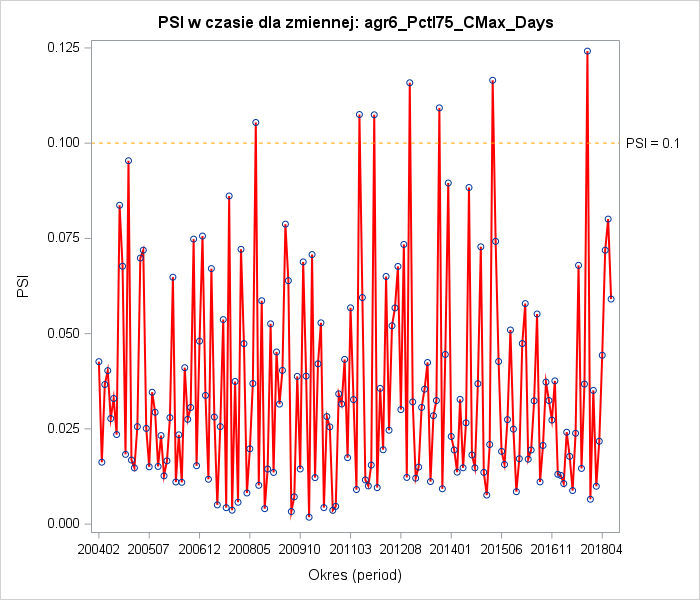 PSI w czasie dla zmiennej: agr6_Pctl75_CMax_Days
0.125
0.100
PSI = 0.1
0.075
PSI
0.050
0.025
0.000
200402 200507 200612 200805 200910 201103 201208 201401 201506 201611 201804
Okres (period)